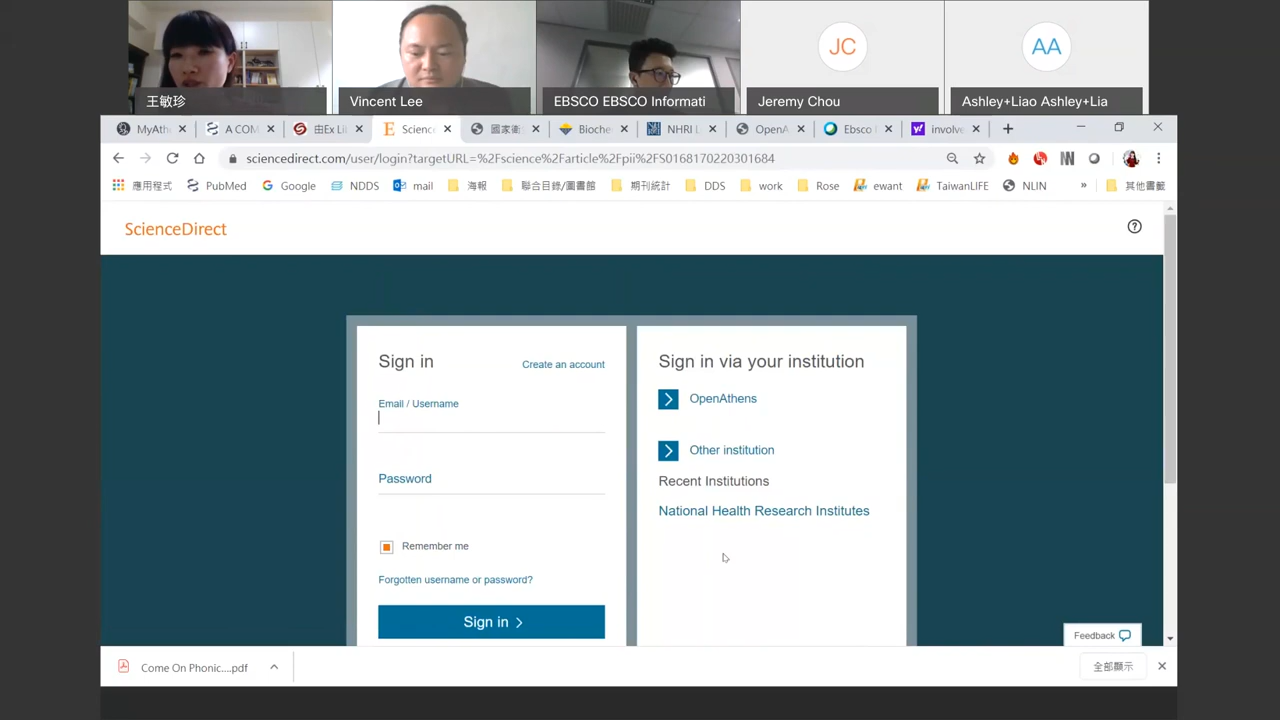 JC
AA
王敏珍
Vincent Lee
EBSCO EBSCO Informati
Jeremy Chou
Ashley+Liao Ashley+Lia
MyAthe
A COM
由Ex Li
Science
國家衛
Bioche
NHRI L
OpenA
Ebsco
involve
sciencedirect.com/user/login?targetURL=%2Fscience%2Farticle%2Fpii%2FS0168170220301684
應用程式
PubMed
Google
NDDS
mail
海報
聯合目錄/圖書館
期刊統計
DDS
work
Rose
ewant
TaiwanLIFE
NLIN
»
其他書籤
ScienceDirect
Sign in
Create an account
Email / Username
Password
Remember me
Forgotten username or password?
Sign in
Sign in via your institution
OpenAthens
Other institution
Recent Institutions
National Health Research Institutes
Feedback
Come On Phonic....pdf
全部顯示